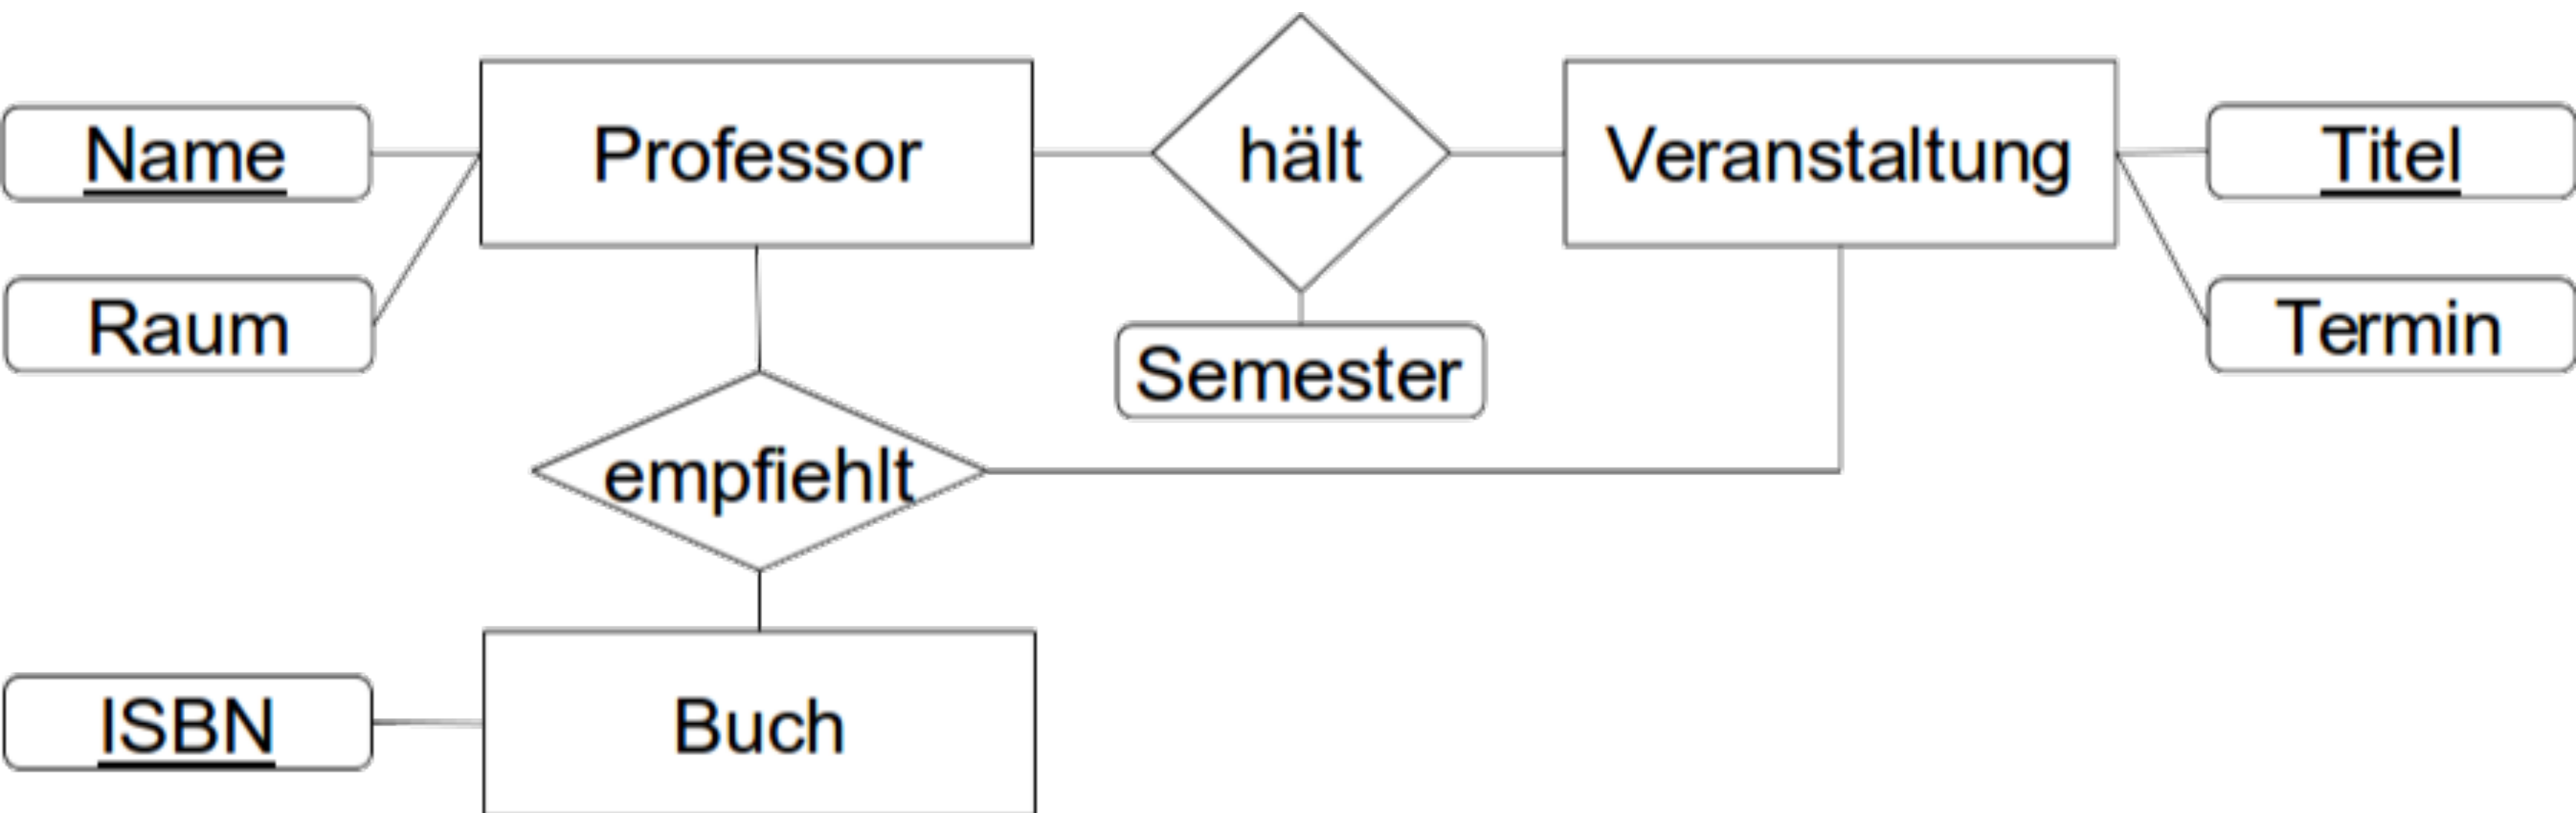 Name
Professor
hält
Veranstaltung
Titel
Raum
Semester
Termin
empfiehlt
ISBN
Buch